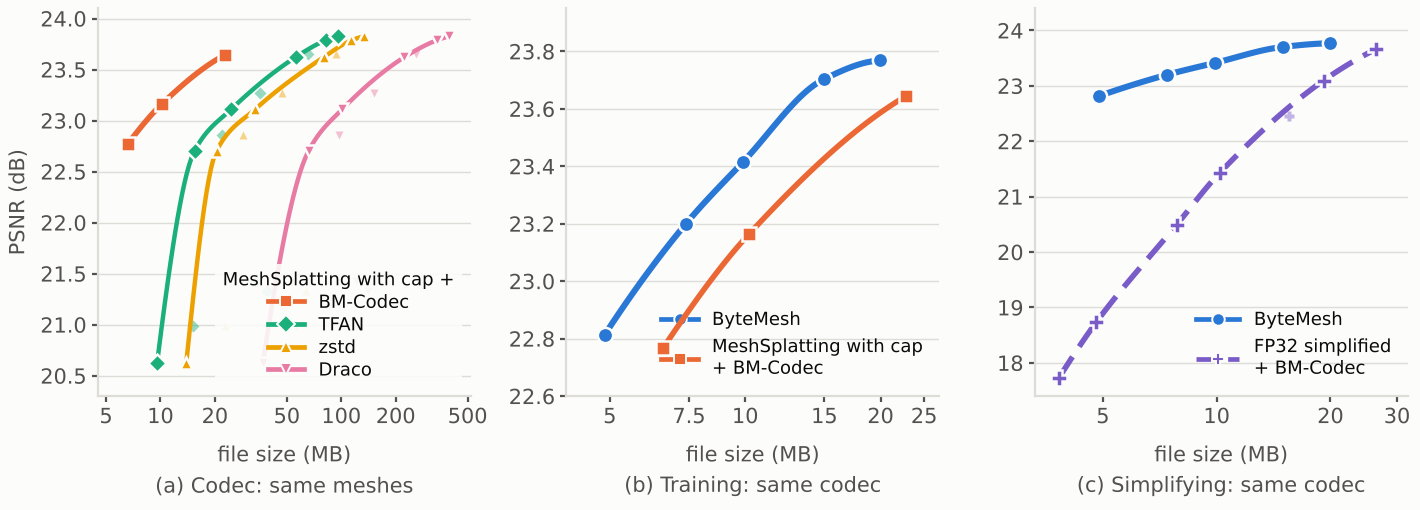 PSNR (dB)
24.0
23.5
23.0
22.5
22.0
21.5
21.0
20.5
MeshSplatting with cap +
BM-Codec
TFAN
zstd
Draco
5 10 20 50 100 200 500
file size (MB)
(a) Codec: same meshes
23.8
23.6
23.4
23.2
23.0
22.8
22.6
ByteMesh
MeshSplatting with cap
+ BM-Codec
5 7.5 10 15 20 25
file size (MB)
(b) Training: same codec
24
23
22
21
20
19
18
ByteMesh
FP32 simplified
+ BM-Codec
5 10 20 30
file size (MB)
(c) Simplifying: same codec